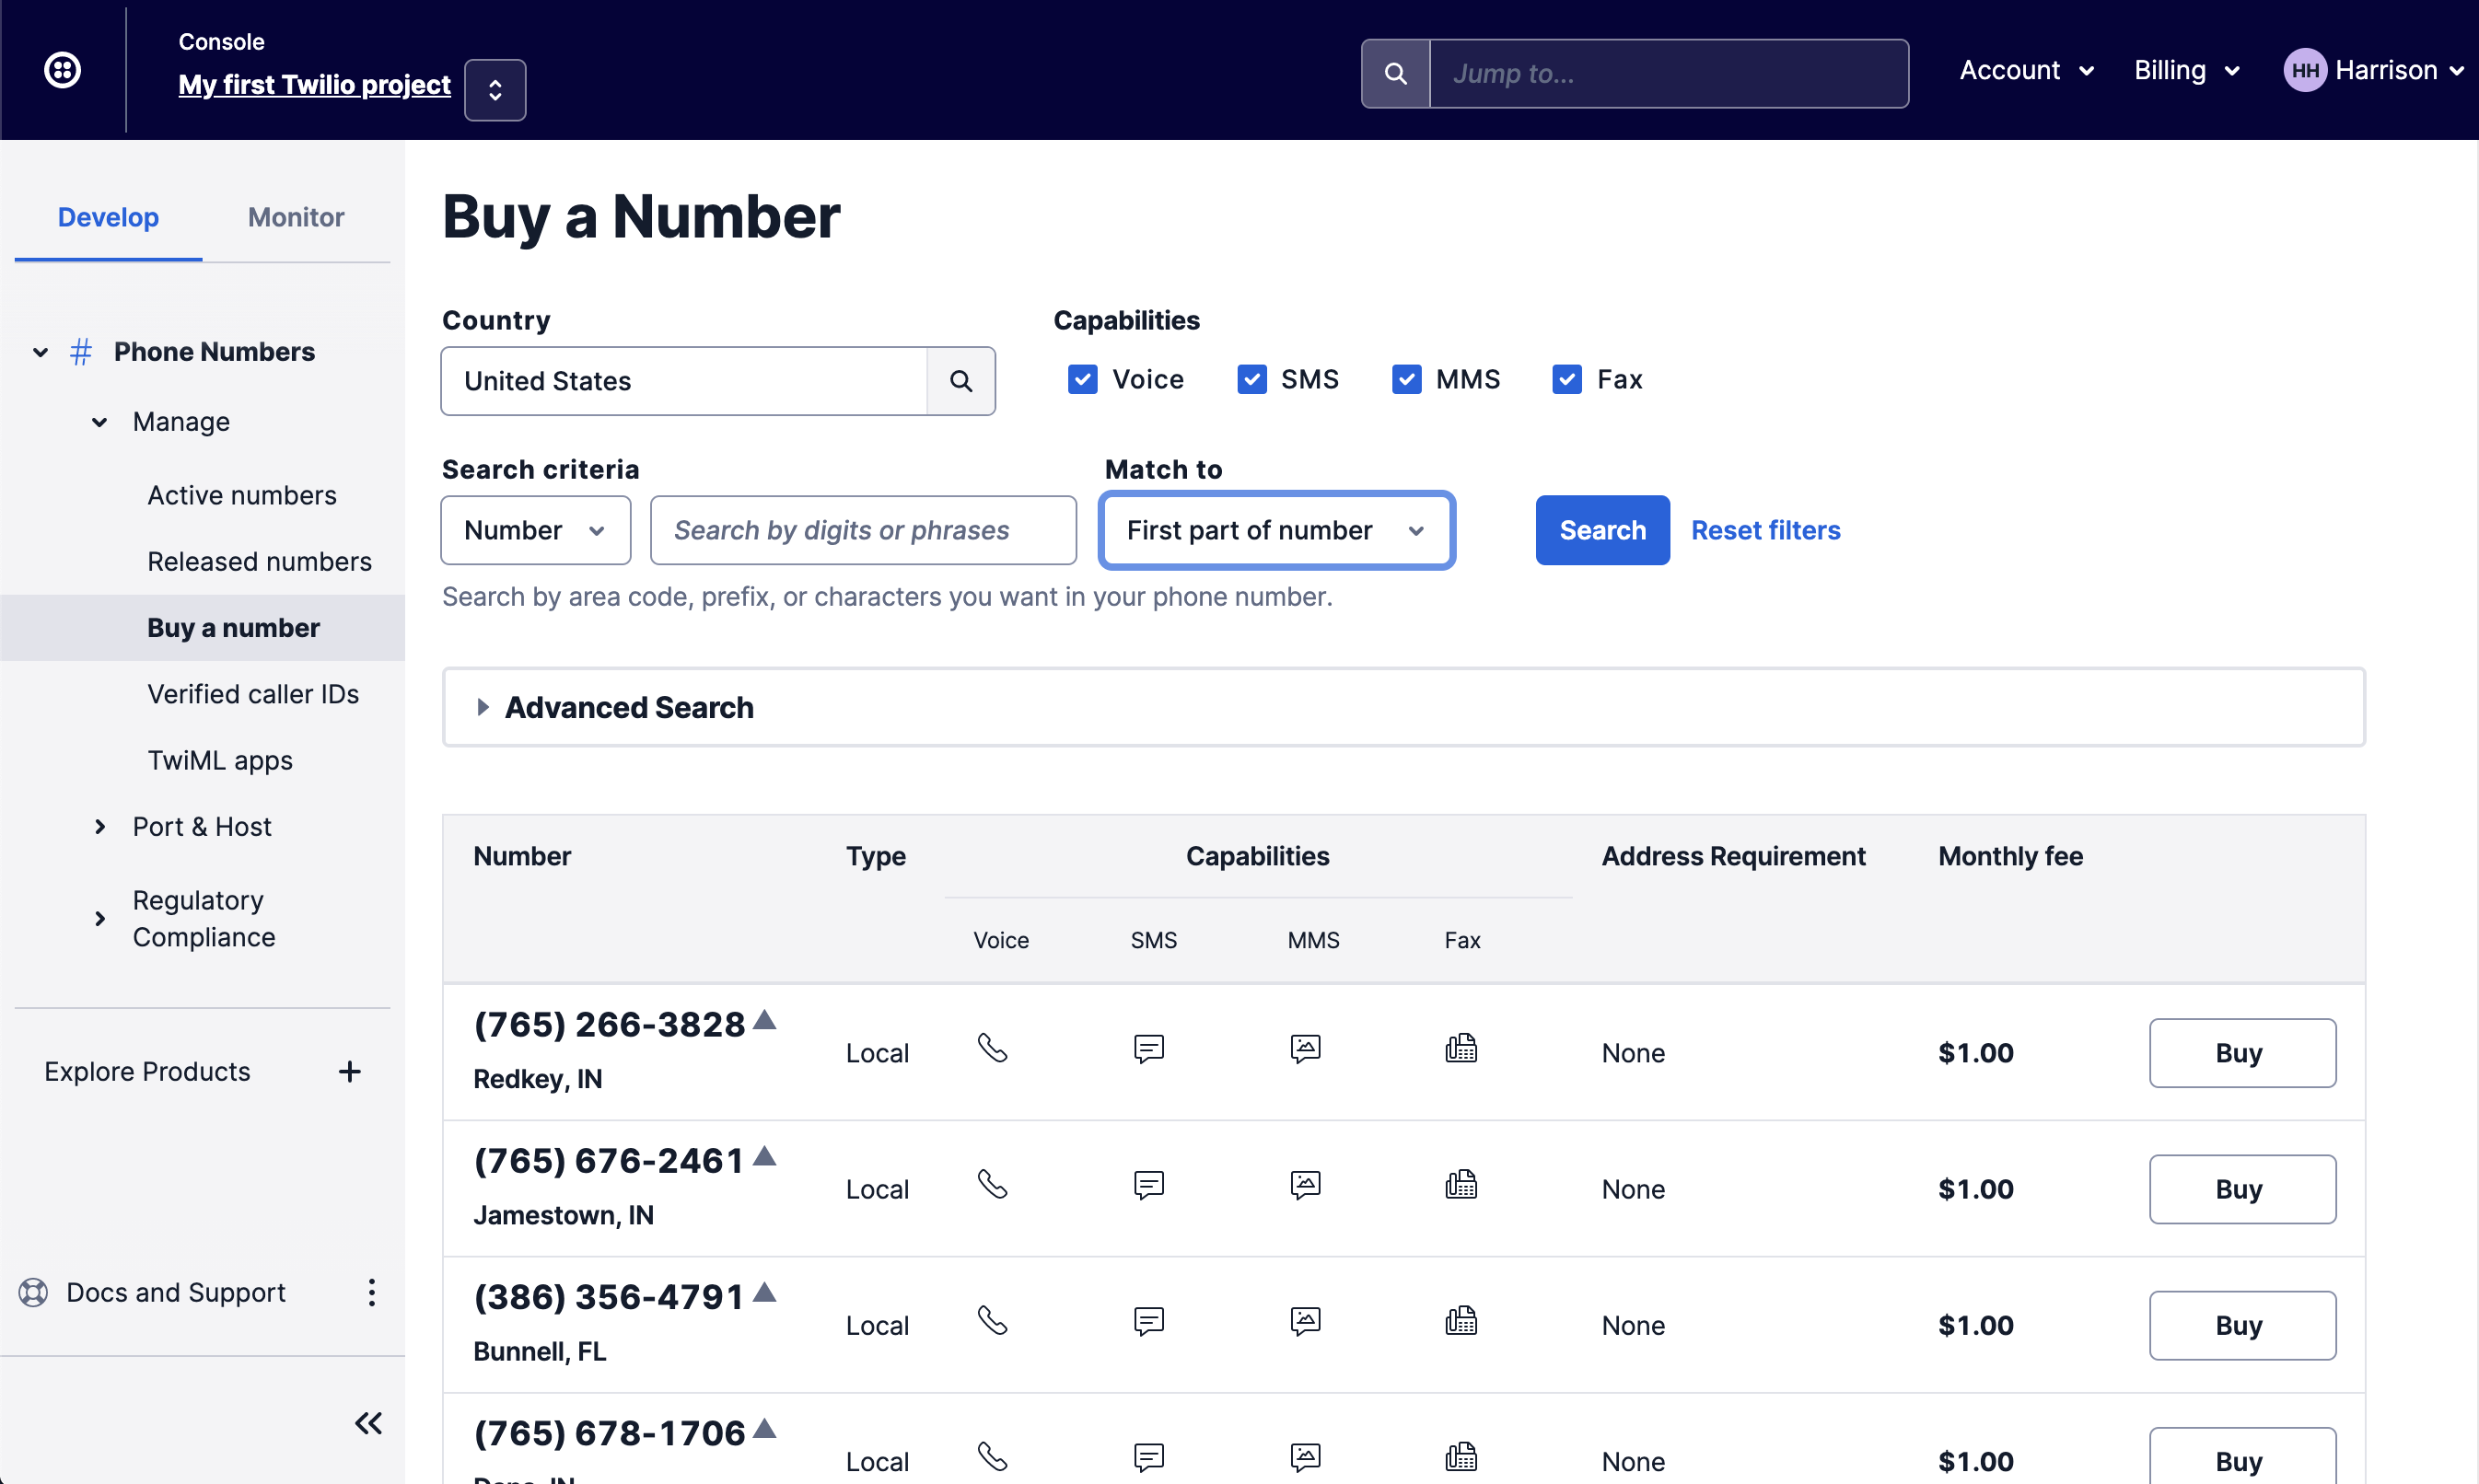 Console
My first Twilio project
Jump to...
Account
Billing
HH
Harrison
Develop
Monitor
# Phone Numbers
Manage
Active numbers
Released numbers
Buy a number
Verified caller IDs
TwiML apps
Port & Host
Regulatory
Compliance
Explore Products
+
Docs and Support
Buy a Number
Country
United States
Capabilities
Voice
SMS
MMS
Fax
Search criteria
Number
Search by digits or phrases
Match to
First part of number
Search
Reset filters
Search by area code, prefix, or characters you want in your phone number.
Advanced Search
Number Type Capabilities Address Requirement Monthly fee
Voice SMS MMS Fax
(765) 266-3828
Redkey, IN
Local None $1.00 Buy
(765) 676-2461
Jamestown, IN
Local None $1.00 Buy
(386) 356-4791
Bunnell, FL
Local None $1.00 Buy
(765) 678-1706
Local None $1.00 Buy